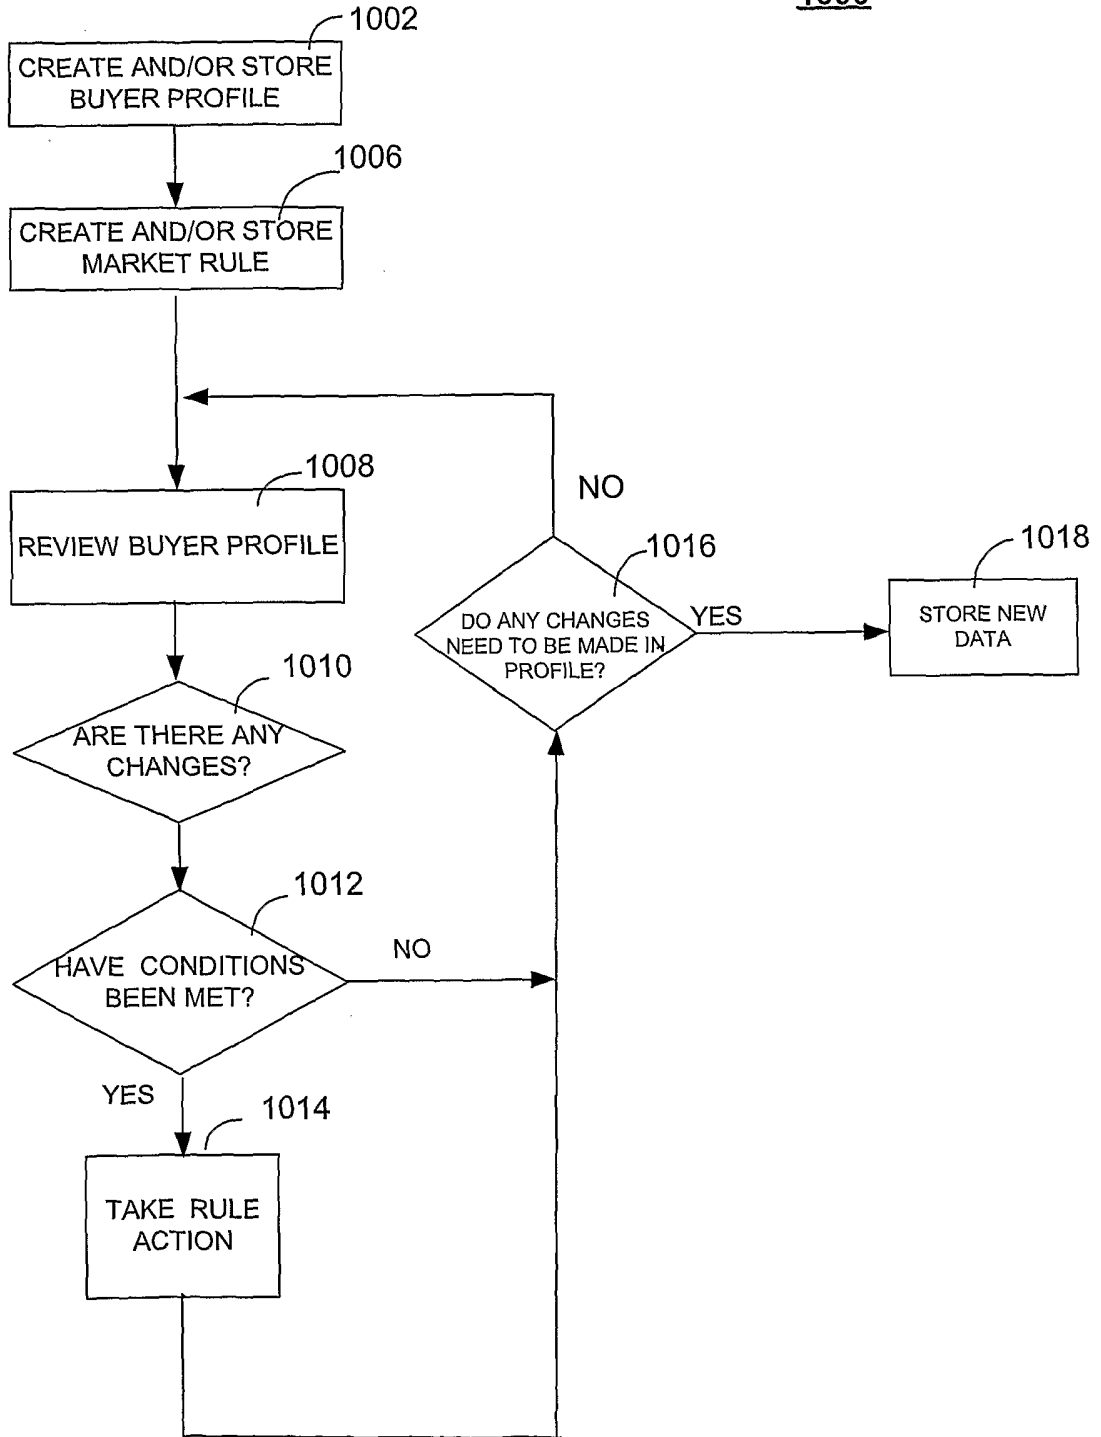 1002
CREATE AND/OR STORE
BUYER PROFILE
1006
CREATE AND/OR STORE
MARKET RULE
1008
REVIEW BUYER PROFILE
NO
1016
DO ANY CHANGES
NEED TO BE MADE IN
PROFILE?
YES
1018
STORE NEW
DATA
1010
ARE THERE ANY
CHANGES?
1012
HAVE CONDITIONS
BEEN MET?
NO
YES
1014
TAKE RULE
ACTION